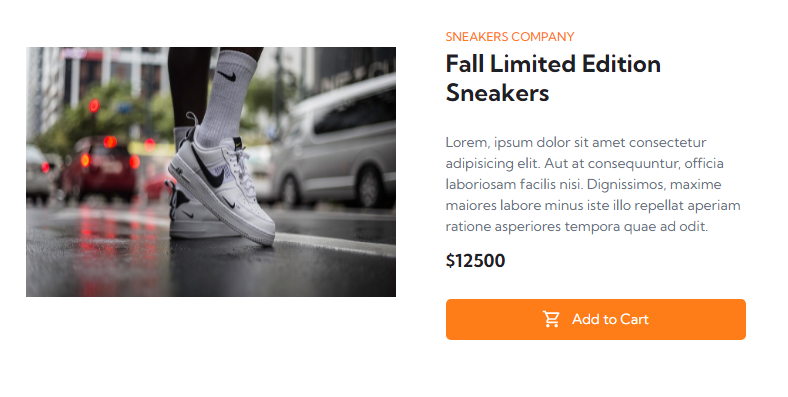 SNEAKERS COMPANY
Fall Limited Edition
Sneakers
Lorem, ipsum dolor sit amet consectetur
adipisicing elit. Aut at consequuntur, officia
laboriosam facilis nisi. Dignissimos, maxime
maiores labore minus iste illo repellat aperiam
ratione asperiores tempora quae ad odit.
$12500
Add to Cart